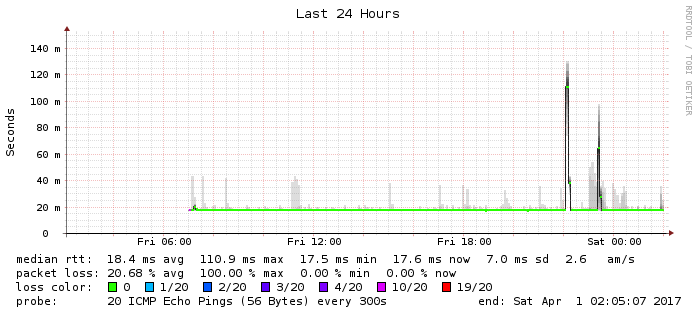 Last 24 Hours
RRDTOOL / TOBI OETIKER
Seconds
140 m
120 m
100 m
80 m
60 m
40 m
20 m
0
Fri 06:00 Fri 12:00 Fri 18:00 Sat 00:00
median rtt: 18.4 ms avg 110.9 ms max 17.5 ms min 17.6 ms now 7.0 ms sd 2.6 am/s
packet loss: 20.68 % avg 100.00 % max 0.00 % min 0.00 % now
loss color: 0 1/20 2/20 3/20 4/20 10/20 19/20
probe: 20 ICMP Echo Pings (56 Bytes) every 300s end: Sat Apr 1 02:05:07 2017